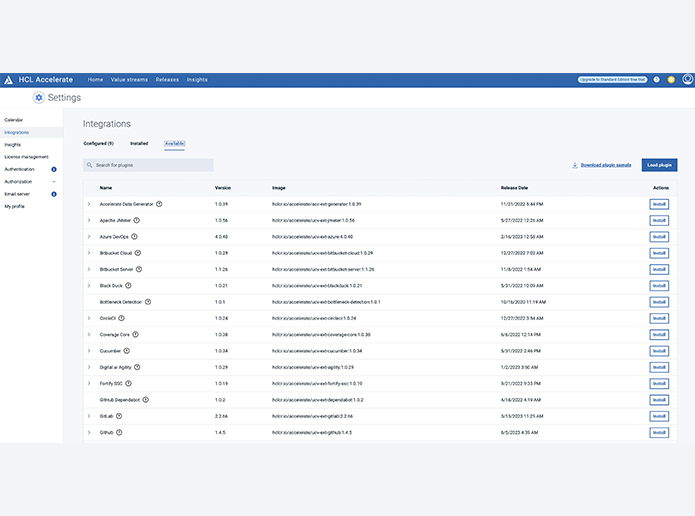 HCL Accelerate Home Value streams Releases Insights Upgrade to Standard Edition free trial
Settings
Calendar
Integrations
Insights
License management
Authentication
Authorization
Email server
My profile
Integrations
Configured (9) Installed Available
Search for plugins Download plugin sample Load plugin
Name Version Image Release Date Actions
Accelerate Data Generator 1.0.39 hclcr.io/accelerate/acc-ext-generator:1.0.39 11/21/2022 5:44 PM Install
Apache JMeter 1.0.56 hclcr.io/accelerate/ucv-ext-jmeter:1.0.56 5/27/2022 12:26 AM Install
Azure DevOps 4.0.40 hclcr.io/accelerate/ucv-ext-azure:4.0.40 2/16/2023 12:58 AM Install
Bitbucket Cloud 1.0.29 hclcr.io/accelerate/ucv-ext-bitbucket-cloud:1.0.29 12/27/2022 7:02 AM Install
Bitbucket Server 1.1.26 hclcr.io/accelerate/ucv-ext-bitbucket-server:1.1.26 11/8/2022 1:54 AM Install
Black Duck 1.0.21 hclcr.io/accelerate/ucv-ext-blackduck:1.0.21 5/31/2022 10:09 AM Install
Bottleneck Detection 1.0.1 hclcr.io/accelerate/ucv-ext-bottleneck-detection:1.0.1 10/16/2020 11:19 AM Install
CircleCI 1.0.24 hclcr.io/accelerate/ucv-ext-circleci:1.0.24 12/27/2022 3:54 AM Install
Coverage Core 1.0.38 hclcr.io/accelerate/ucv-ext-coverage-core:1.0.38 6/6/2022 12:14 PM Install
Cucumber 1.0.34 hclcr.io/accelerate/ucv-ext-cucumber:1.0.34 5/31/2022 2:46 PM Install
Digital ai Agility 1.0.29 hclcr.io/accelerate/ucv-ext-agility:1.0.29 1/2/2023 3:50 AM Install
Fortify SSC 1.0.19 hclcr.io/accelerate/ucv-ext-fortify-ssc:1.0.19 5/21/2022 9:33 PM Install
GitHub Dependabot 1.0.2 hclcr.io/accelerate/ucv-ext-dependabot:1.0.2 4/18/2022 4:19 AM Install
GitLab 2.2.66 hclcr.io/accelerate/ucv-ext-gitlab:2.2.66 5/15/2023 11:25 AM Install
Github 1.4.5 hclcr.io/accelerate/ucv-ext-github:1.4.5 6/5/2023 4:39 AM Install